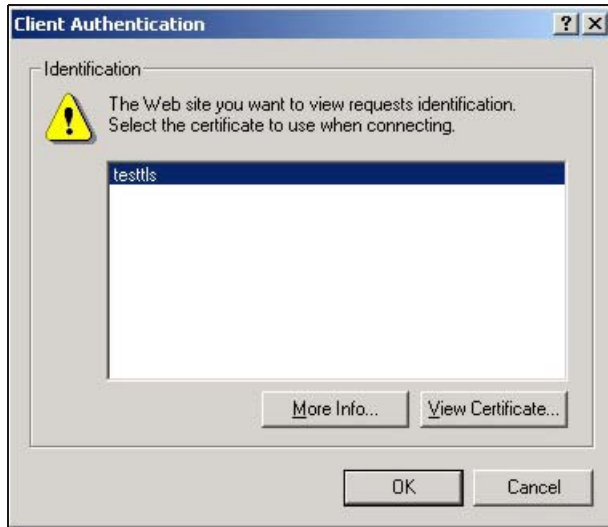 Client Authentication
Identification
The Web site you want to view requests identification.
Select the certificate to use when connecting.
testtls
More Info...
View Certificate...
OK
Cancel